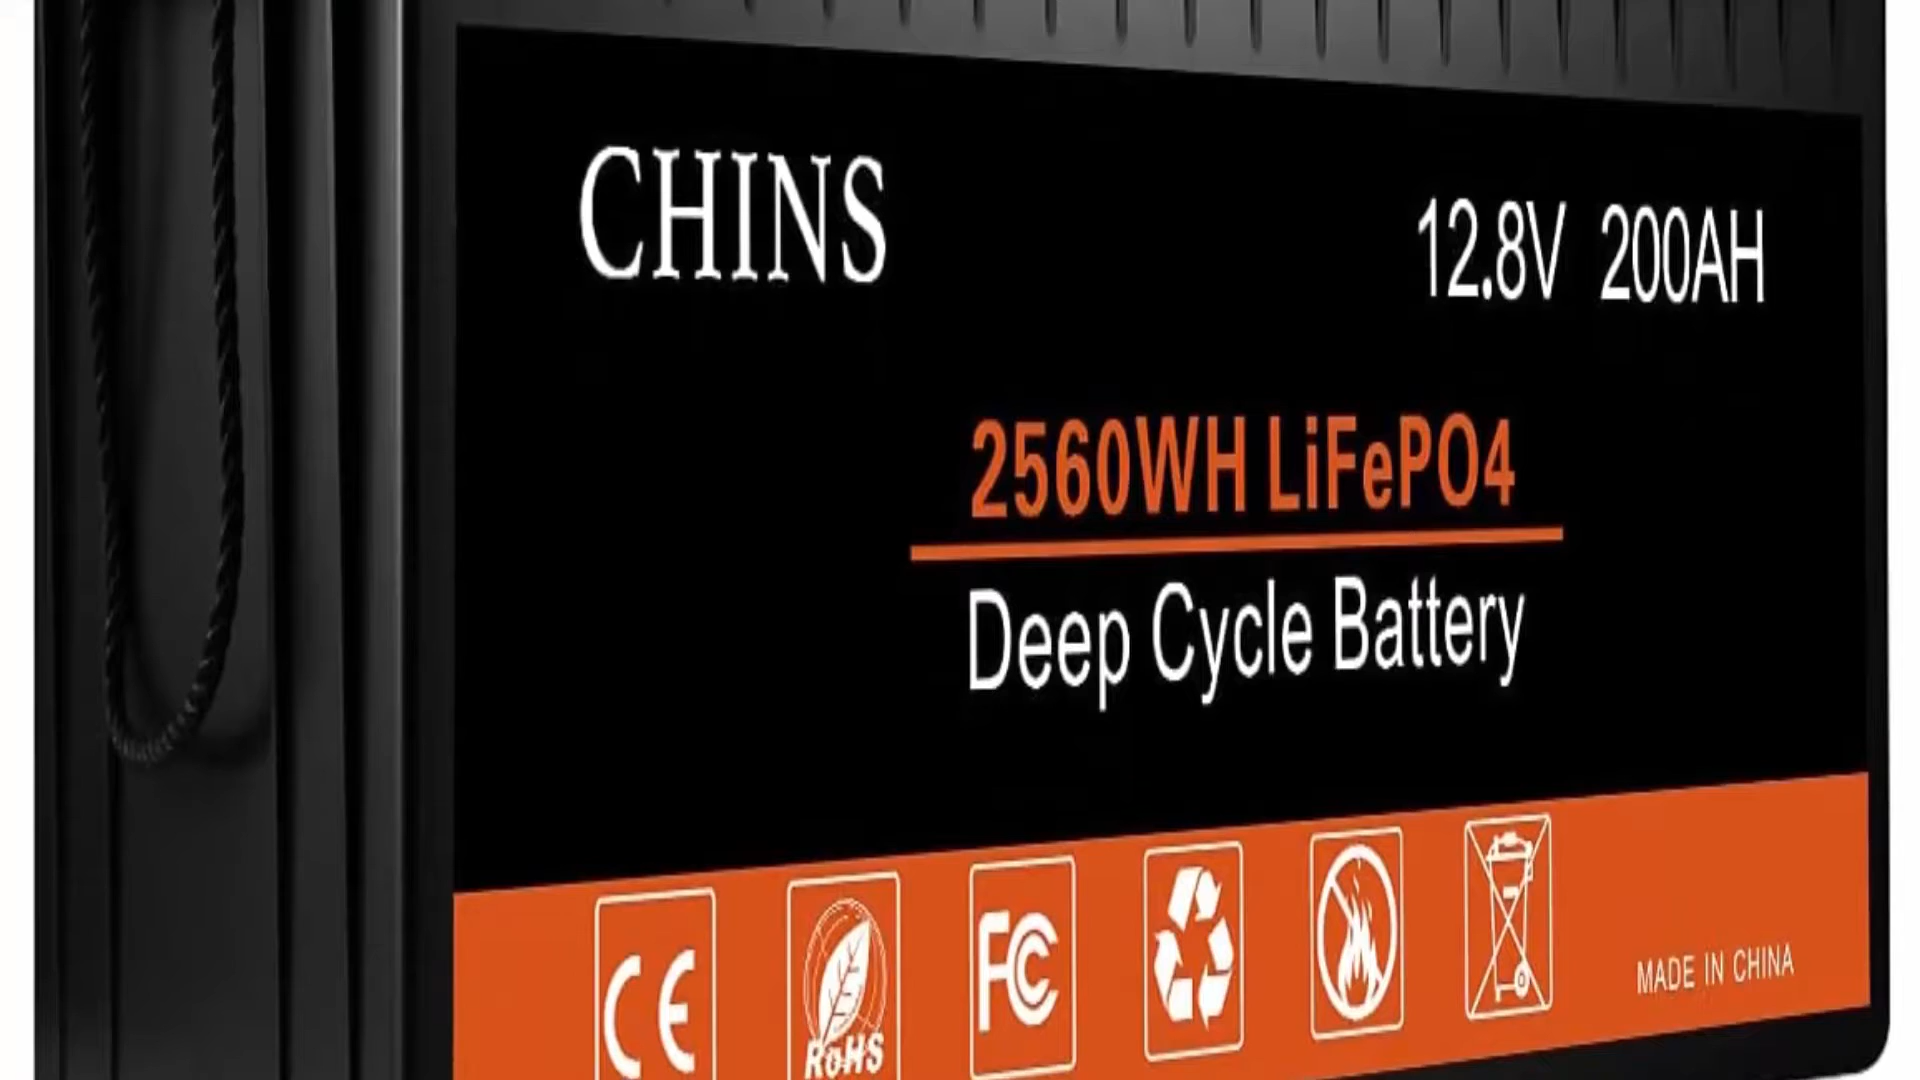 CHINS
12.8V 200AH
2560WH LiFePO4
Deep Cycle Battery
CE
RoHS
FC
MADE IN CHINA